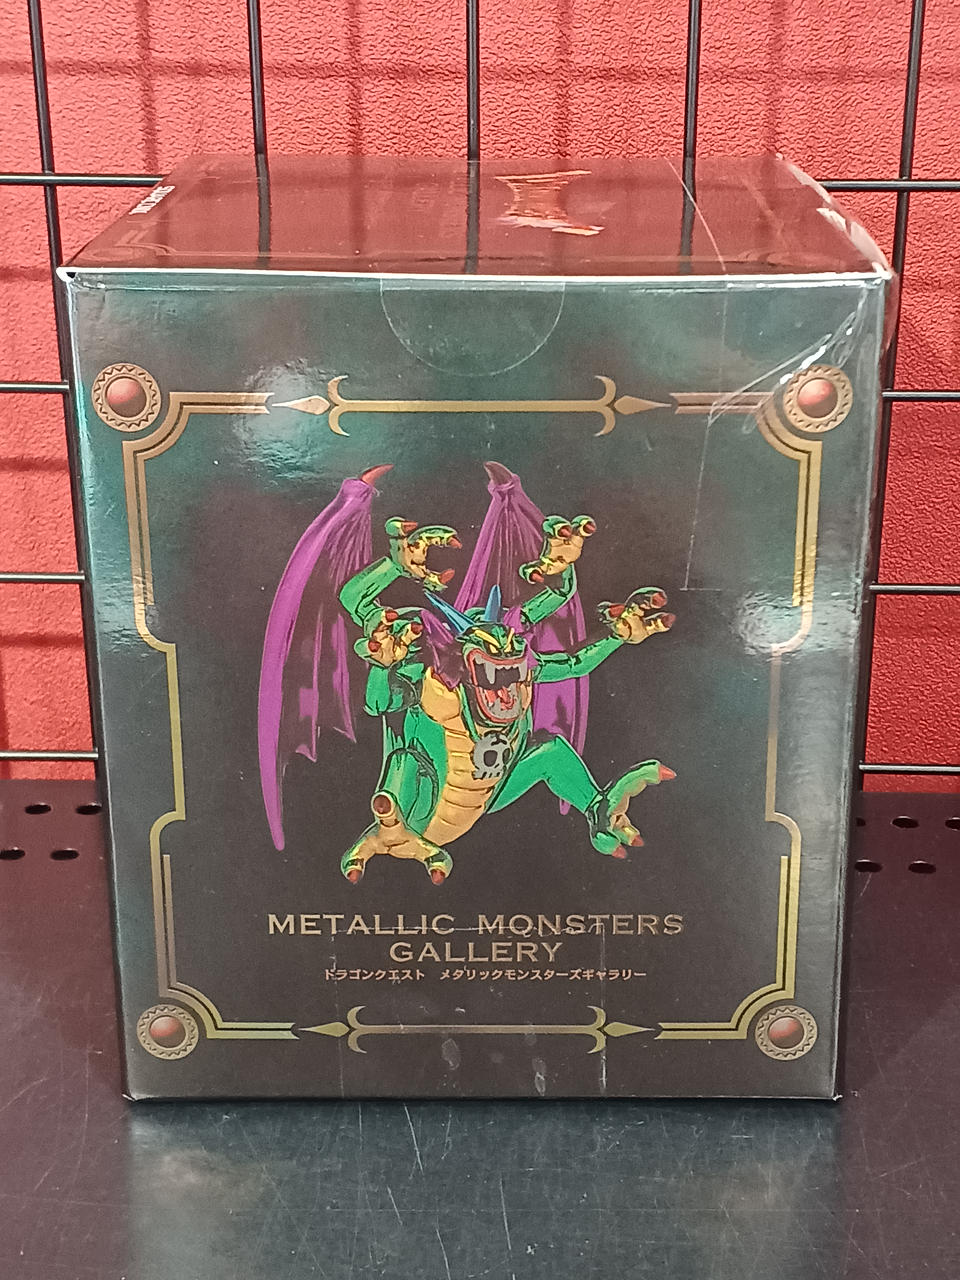 METALLIC MONSTERS
GALLERY
ドラゴンクエスト メタリックモンスターズギャラリー